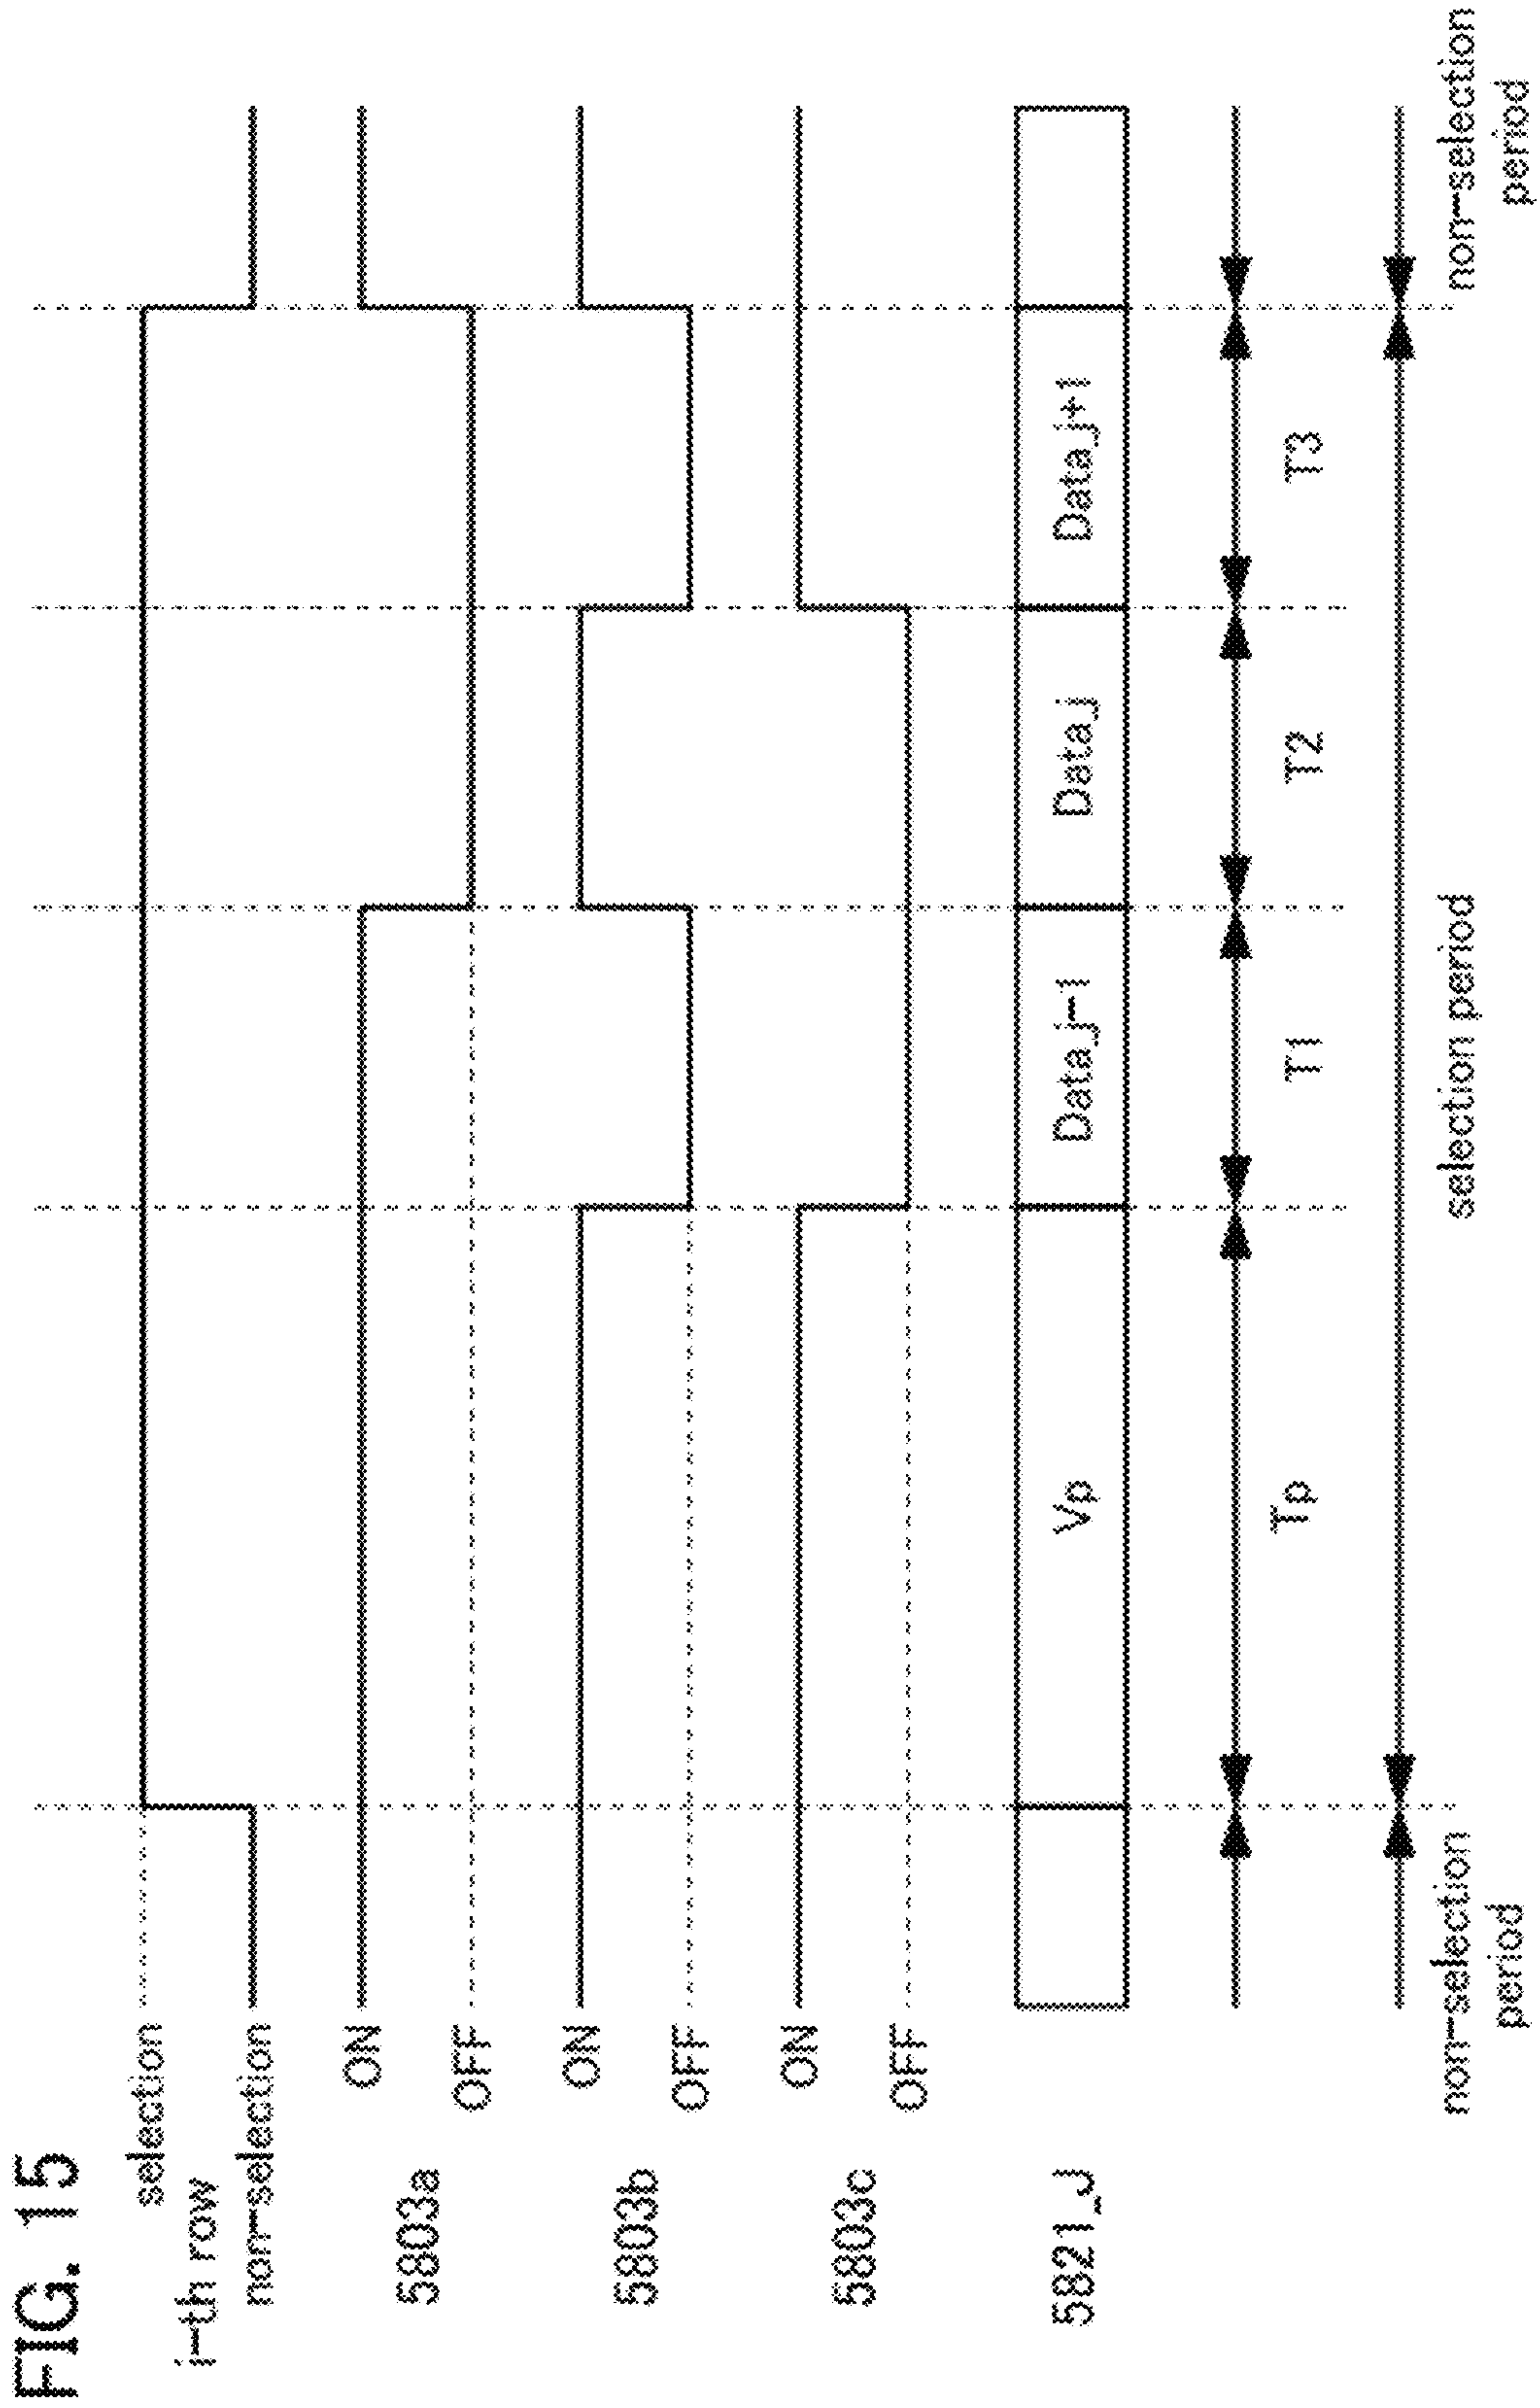 FIG. 15
selection
i-th row
non-selection
ON
5803a
OFF
ON
5803b
OFF
ON
5803c
OFF
5821_J
Vp
Data_j-1
Data_j
Data_j+1
Tp
T1
T2
T3
non-selection
period
selection period
non-selection
period